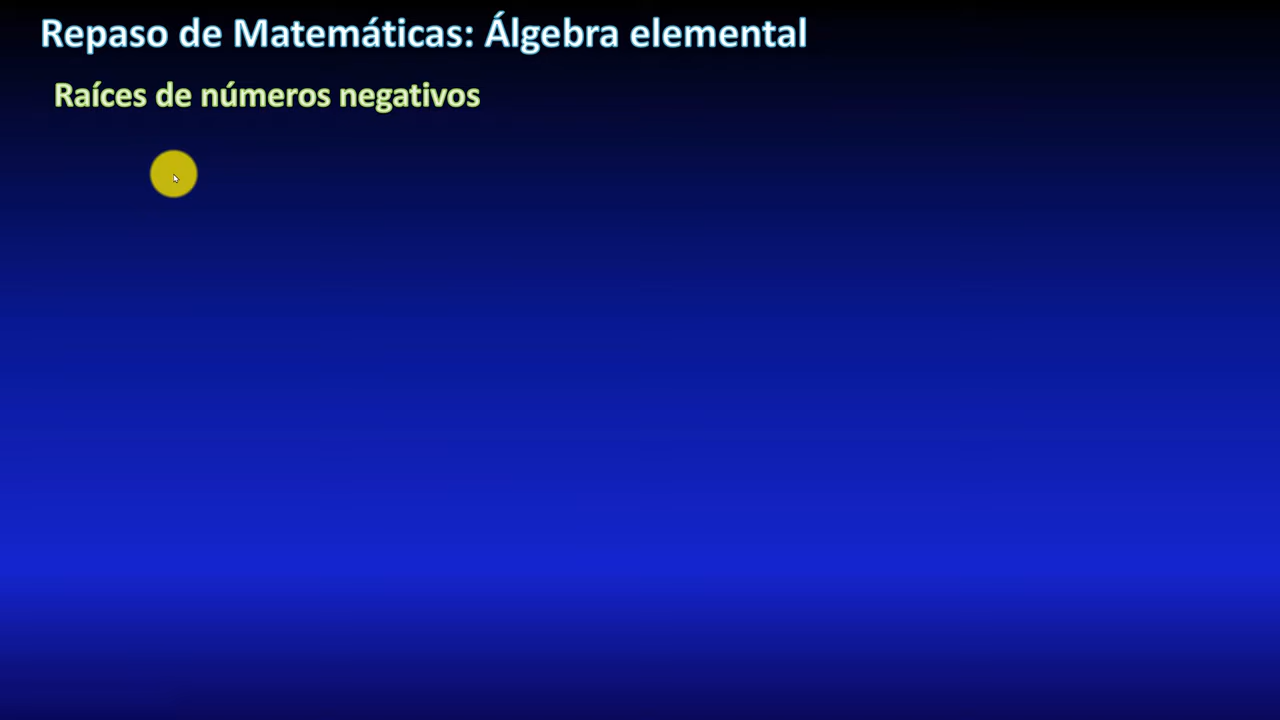 Repaso de Matemáticas: Álgebra elemental
Raíces de números negativos